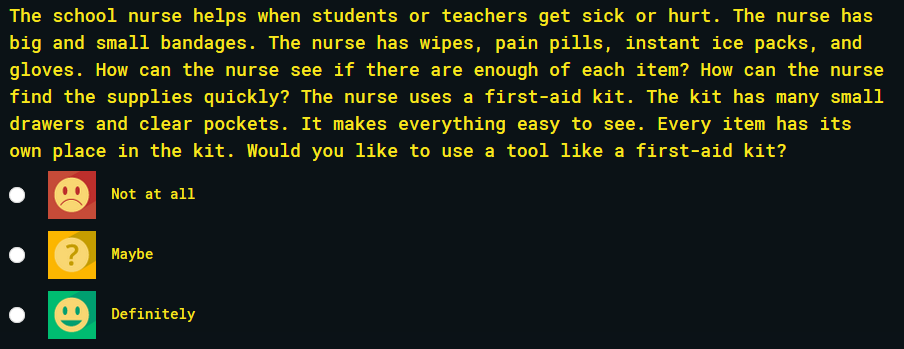 The school nurse helps when students or teachers get sick or hurt. The nurse has
big and small bandages. The nurse has wipes, pain pills, instant ice packs, and
gloves. How can the nurse see if there are enough of each item? How can the nurse
find the supplies quickly? The nurse uses a first-aid kit. The kit has many small
drawers and clear pockets. It makes everything easy to see. Every item has its
own place in the kit. Would you like to use a tool like a first-aid kit?
Not at all
?
Maybe
Definitely